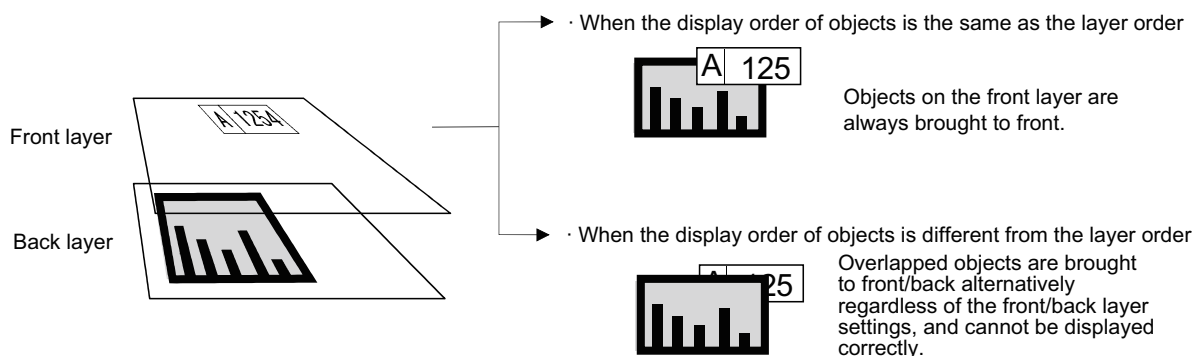 · When the display order of objects is the same as the layer order
A 125
Objects on the front layer are
always brought to front.
A 1254
Front layer
Back layer
· When the display order of objects is different from the layer order
A 125
Overlapped objects are brought
to front/back alternatively
regardless of the front/back layer
settings, and cannot be displayed
correctly.